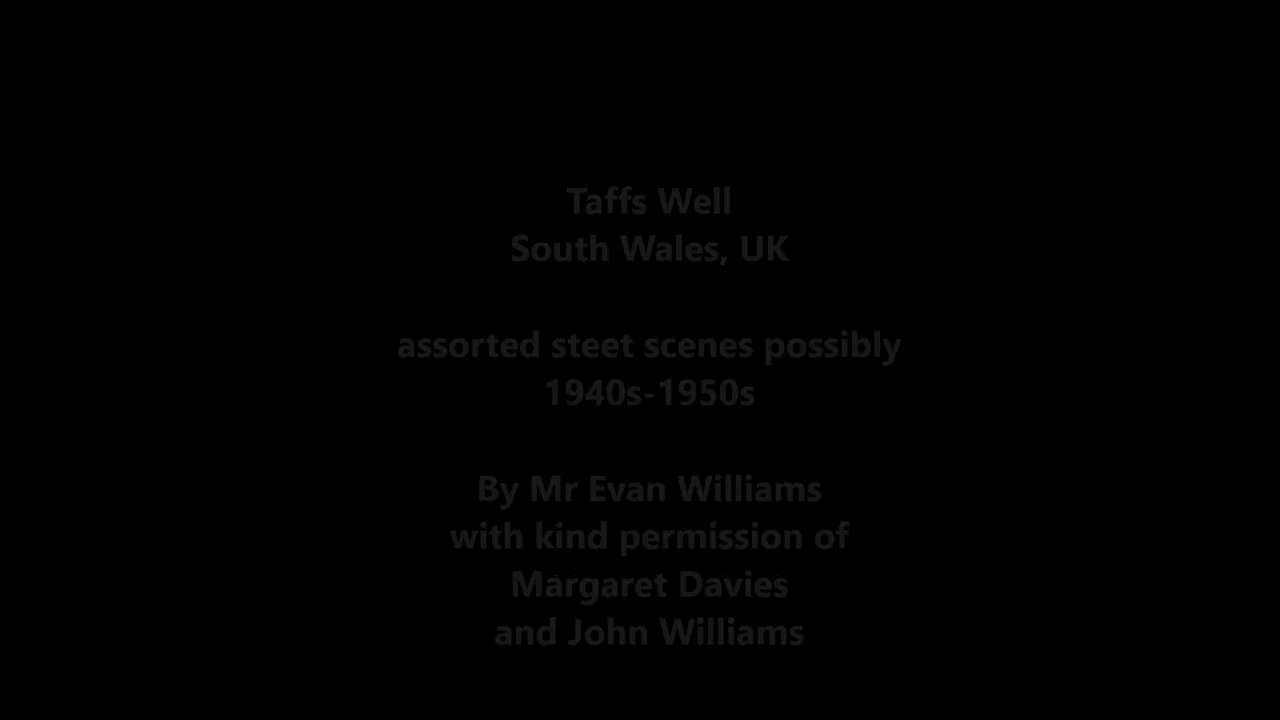 Taffs Well
South Wales, UK
assorted steet scenes possibly
1940s-1950s
By Mr Evan Williams
with kind permission of
Margaret Davies
and John Williams